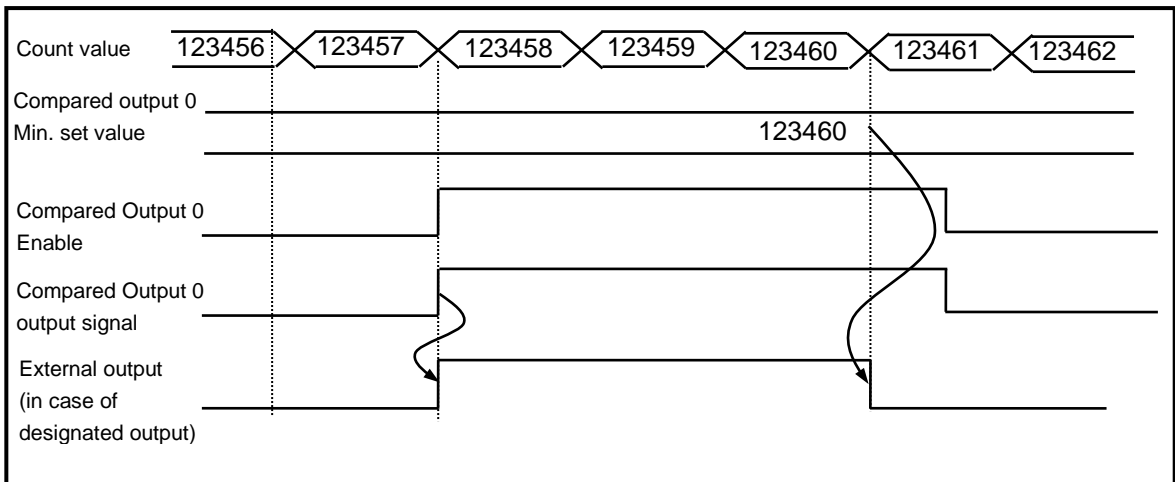 Count value 123456 123457 123458 123459 123460 123461 123462
Compared output 0
Min. set value 123460
Compared Output 0
Enable
Compared Output 0
output signal
External output
(in case of
designated output)